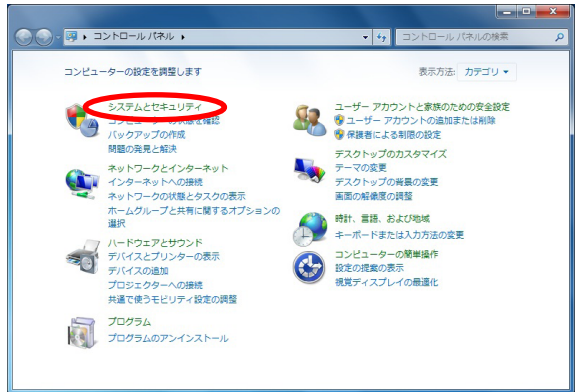 コントロール パネル
コントロール パネルの検索
コンピューターの設定を調整します
表示方法: カテゴリ
システムとセキュリティ
コンピューターの状態を確認
バックアップの作成
問題の発見と解決
ネットワークとインターネット
インターネットへの接続
ネットワークの状態とタスクの表示
ホームグループと共有に関するオプションの
選択
ハードウェアとサウンド
デバイスとプリンターの表示
デバイスの追加
プロジェクターへの接続
共通で使うモビリティ設定の調整
プログラム
プログラムのアンインストール
ユーザー アカウントと家族のための安全設定
ユーザー アカウントの追加または削除
保護者による制限の設定
デスクトップのカスタマイズ
テーマの変更
デスクトップの背景の変更
画面の解像度の調整
時計、言語、および地域
キーボードまたは入力方法の変更
コンピューターの簡単操作
設定の提案の表示
視覚ディスプレイの最適化